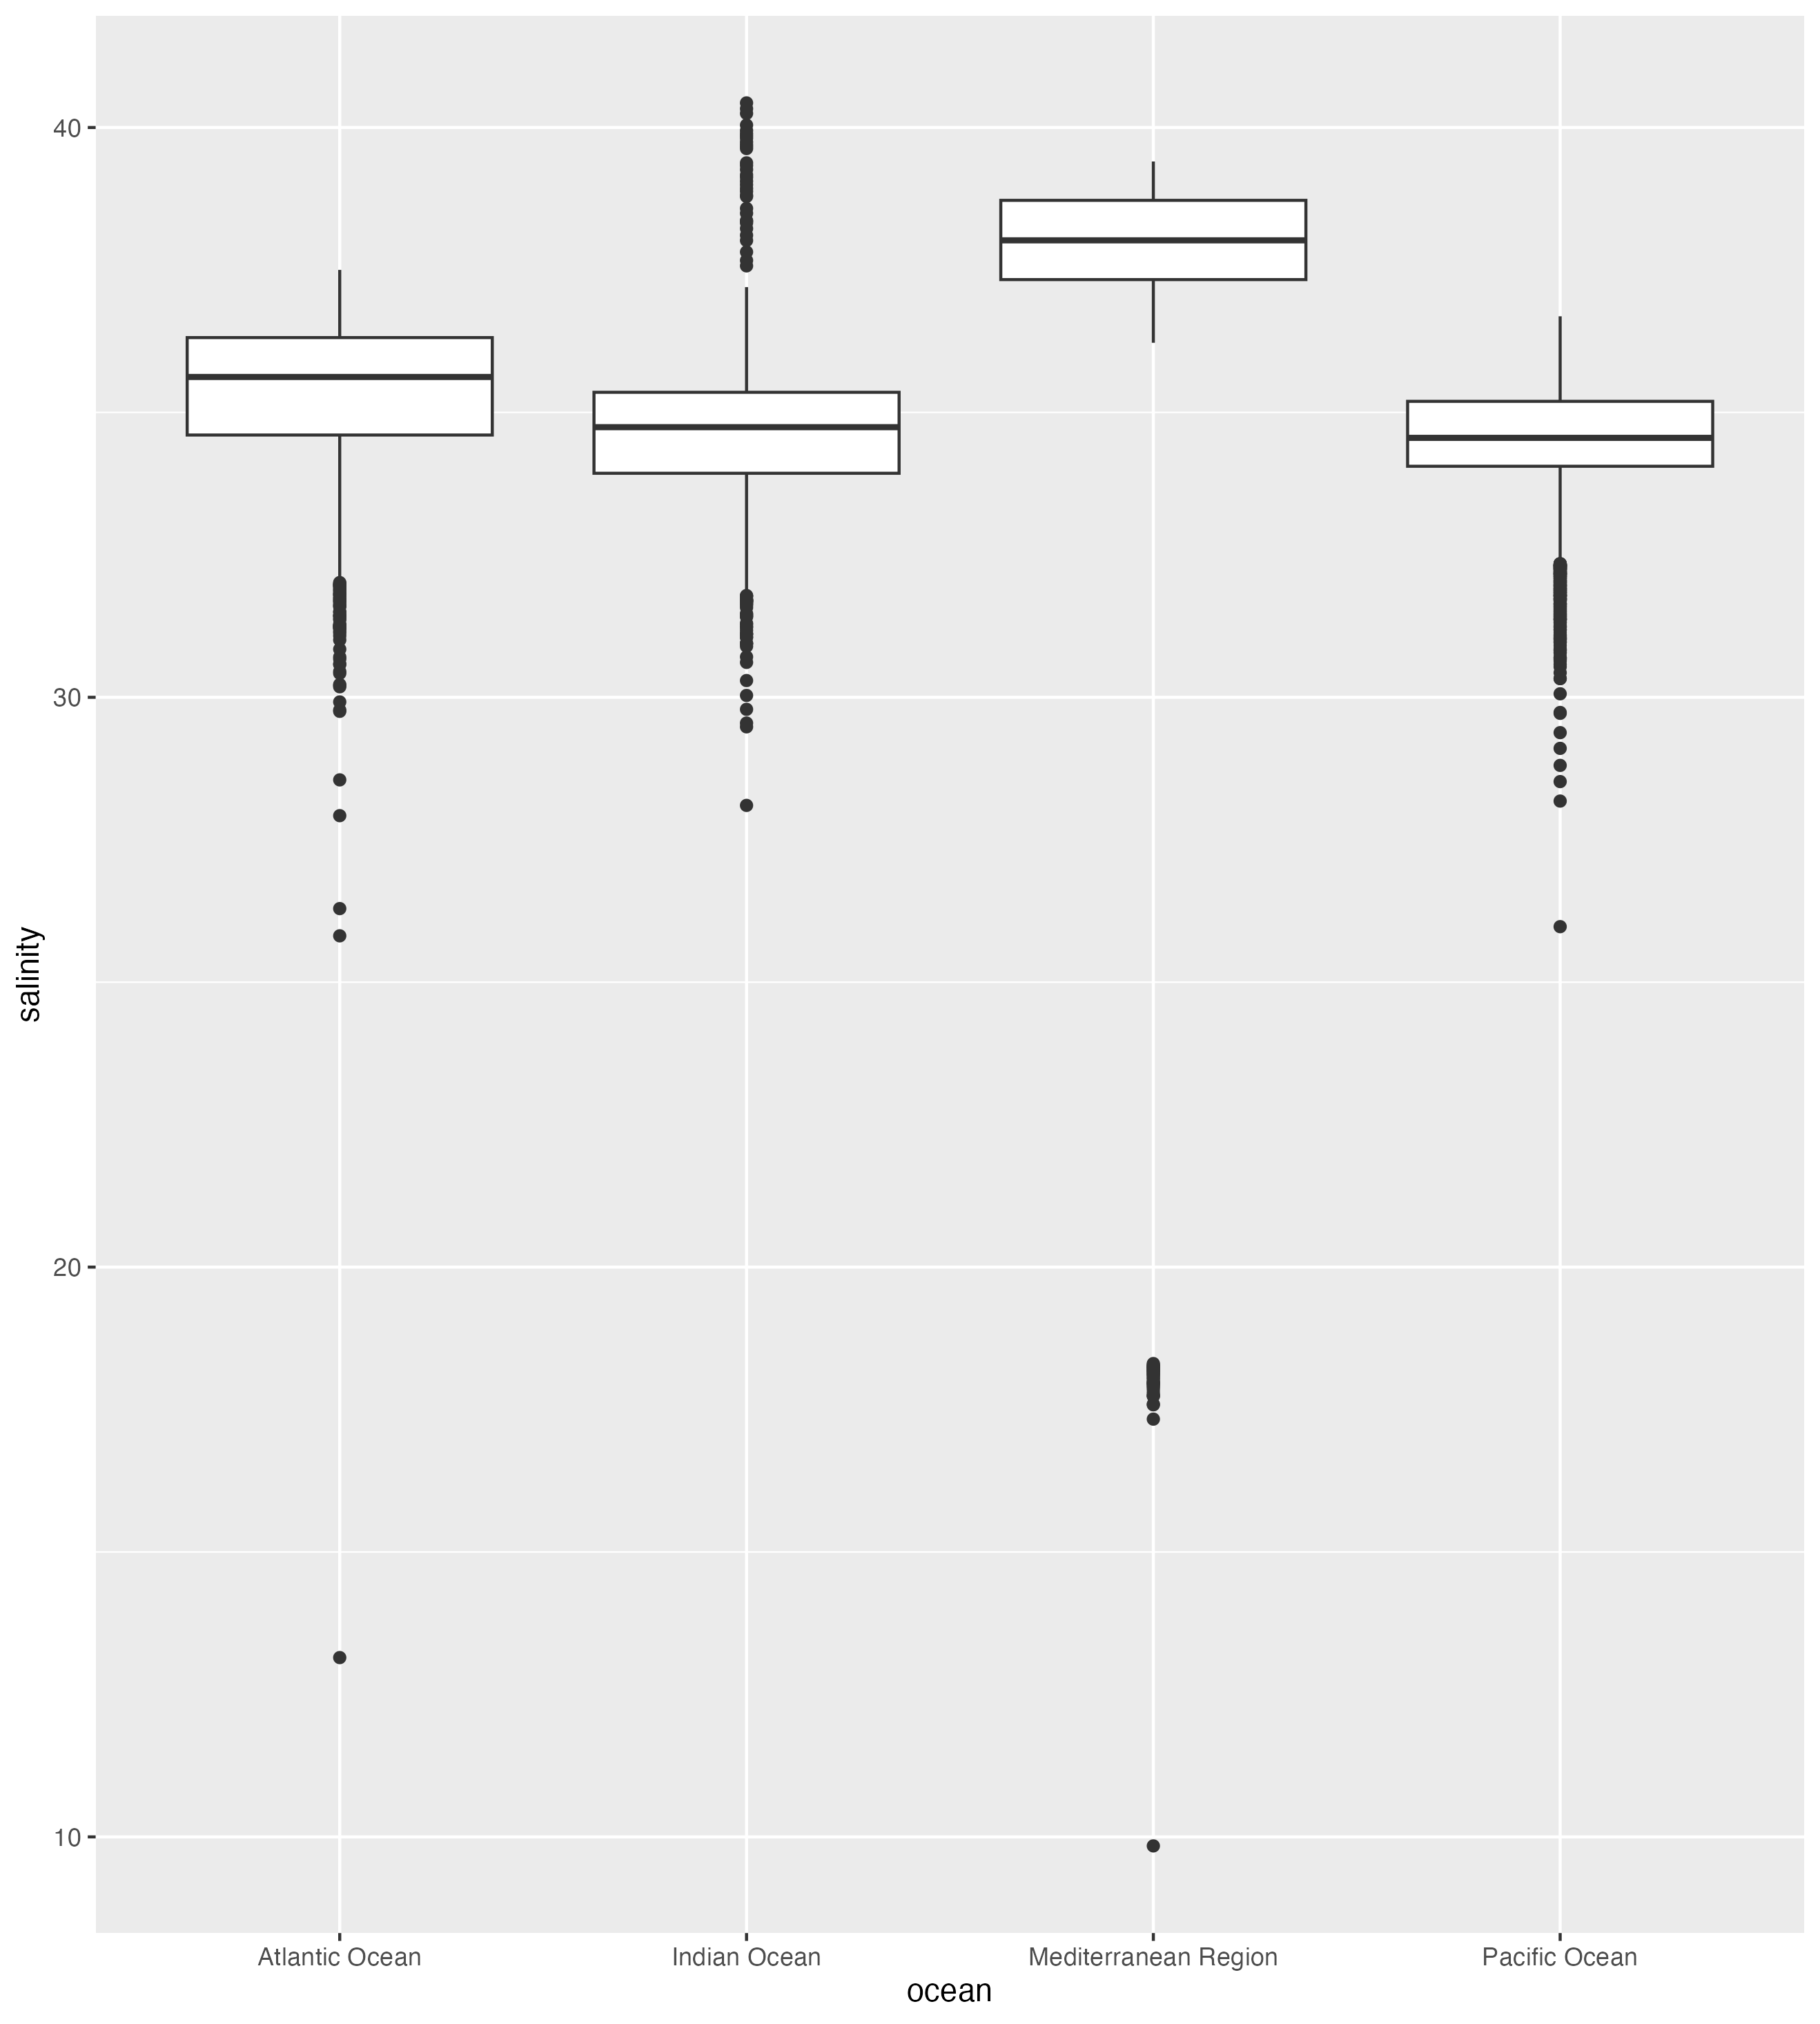 salinity
40
30
20
10
Atlantic Ocean
Indian Ocean
Mediterranean Region
Pacific Ocean
ocean